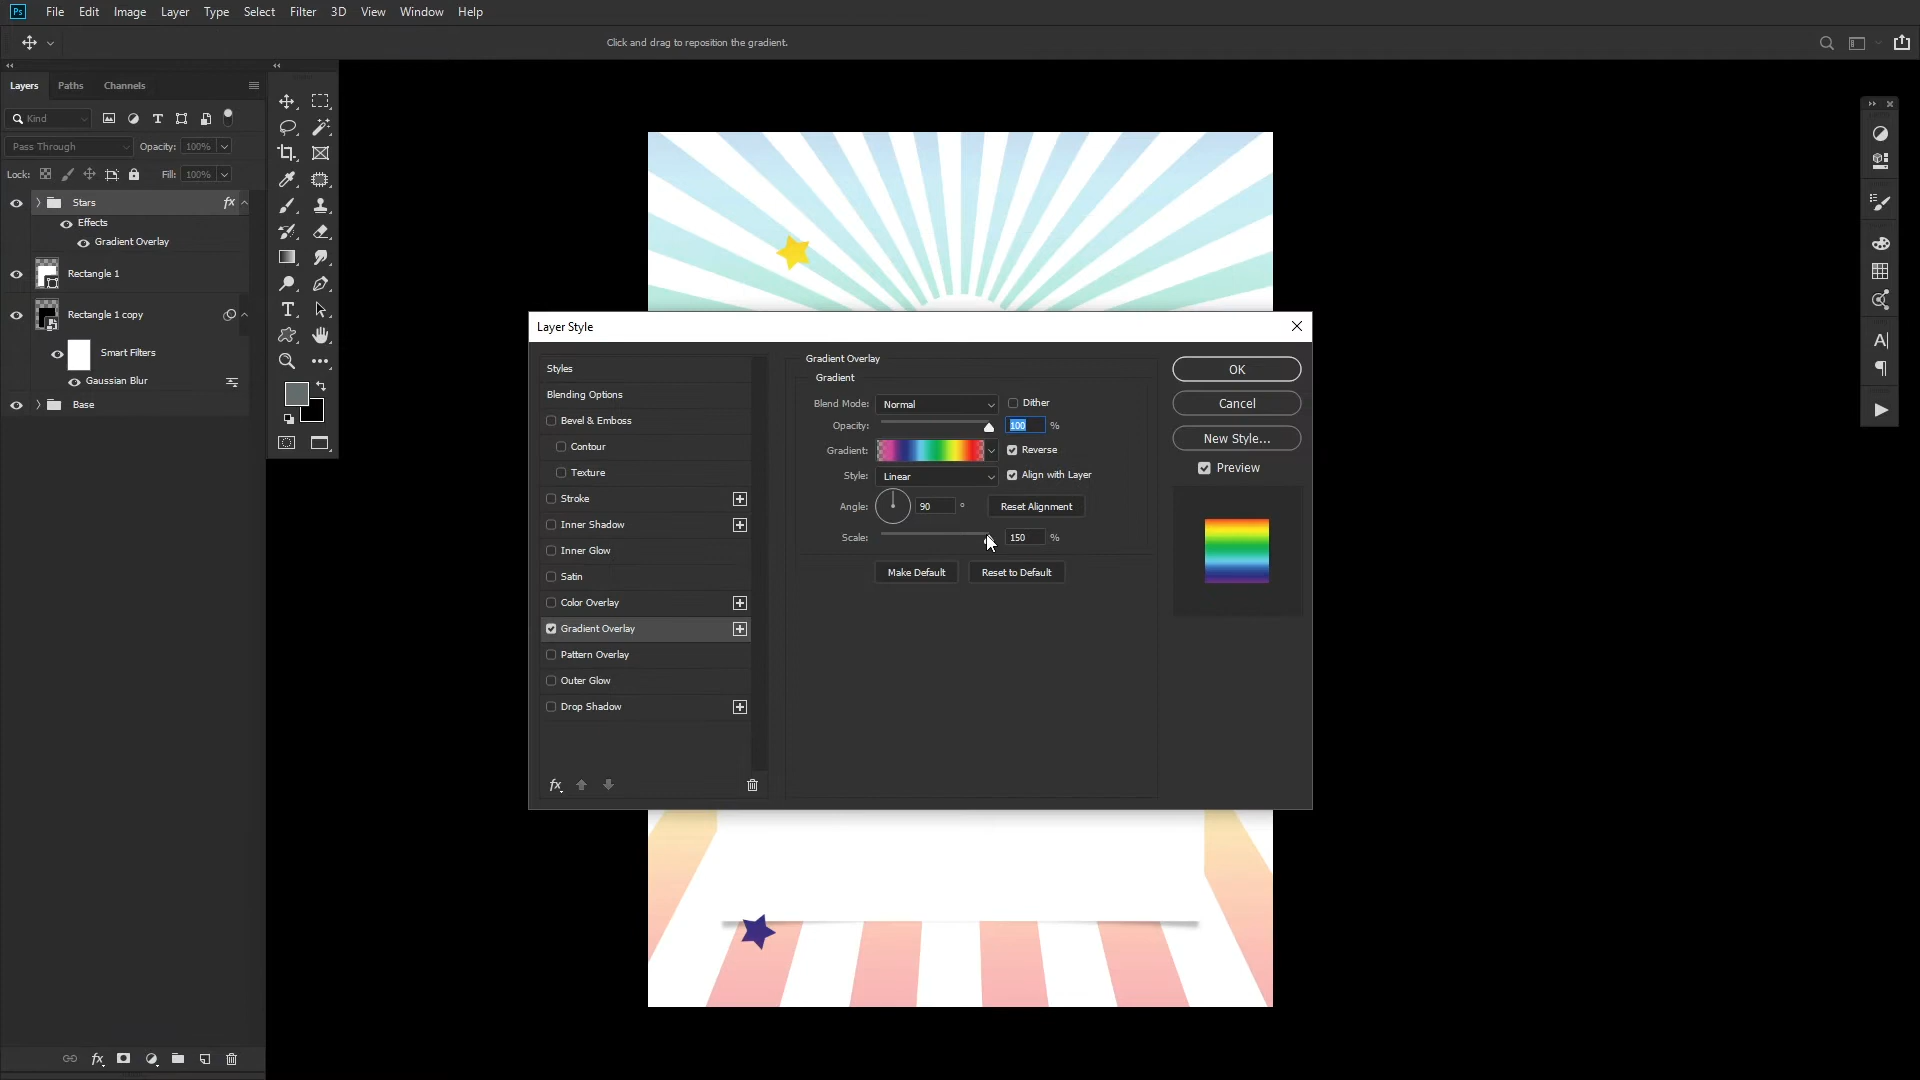 Ps File Edit Image Layer Type Select Filter 3D View Window Help
Click and drag to reposition the gradient.
Layers Paths Channels
Kind
Pass Through Opacity: 100%
Lock: Fill: 100%
Stars fx
Effects
Gradient Overlay
Rectangle 1
Rectangle 1 copy
Smart Filters
Gaussian Blur
Base
Layer Style
Styles
Blending Options
Bevel & Emboss
Contour
Texture
Stroke
Inner Shadow
Inner Glow
Satin
Color Overlay
Gradient Overlay
Pattern Overlay
Outer Glow
Drop Shadow
fx
Gradient Overlay
Gradient
Blend Mode: Normal Dither
Opacity: 100 %
Gradient: Reverse
Style: Linear Align with Layer
Angle: 90 ° Reset Alignment
Scale: 150 %
Make Default Reset to Default
OK
Cancel
New Style...
Preview
fx